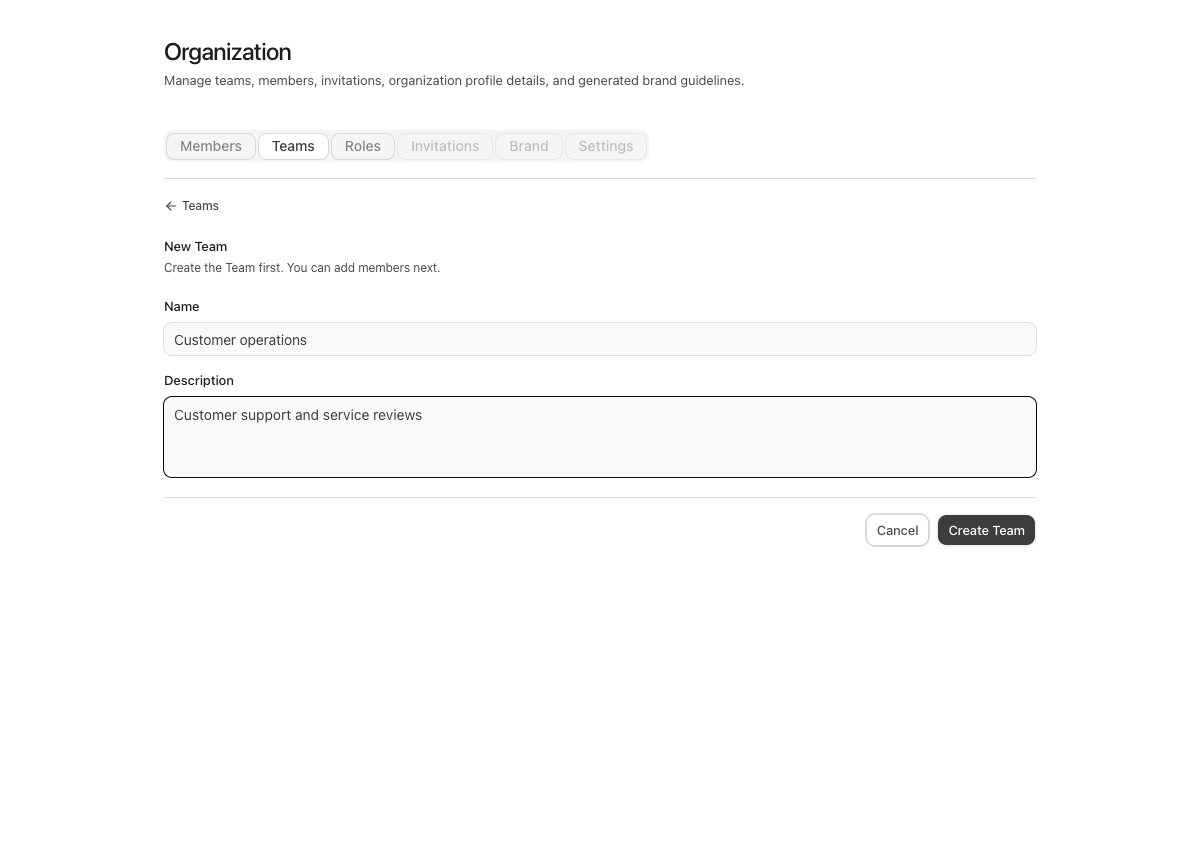 Organization
Manage teams, members, invitations, organization profile details, and generated brand guidelines.
Members Teams Roles Invitations Brand Settings
← Teams
New Team
Create the Team first. You can add members next.
Name
Customer operations
Description
Customer support and service reviews
Cancel Create Team